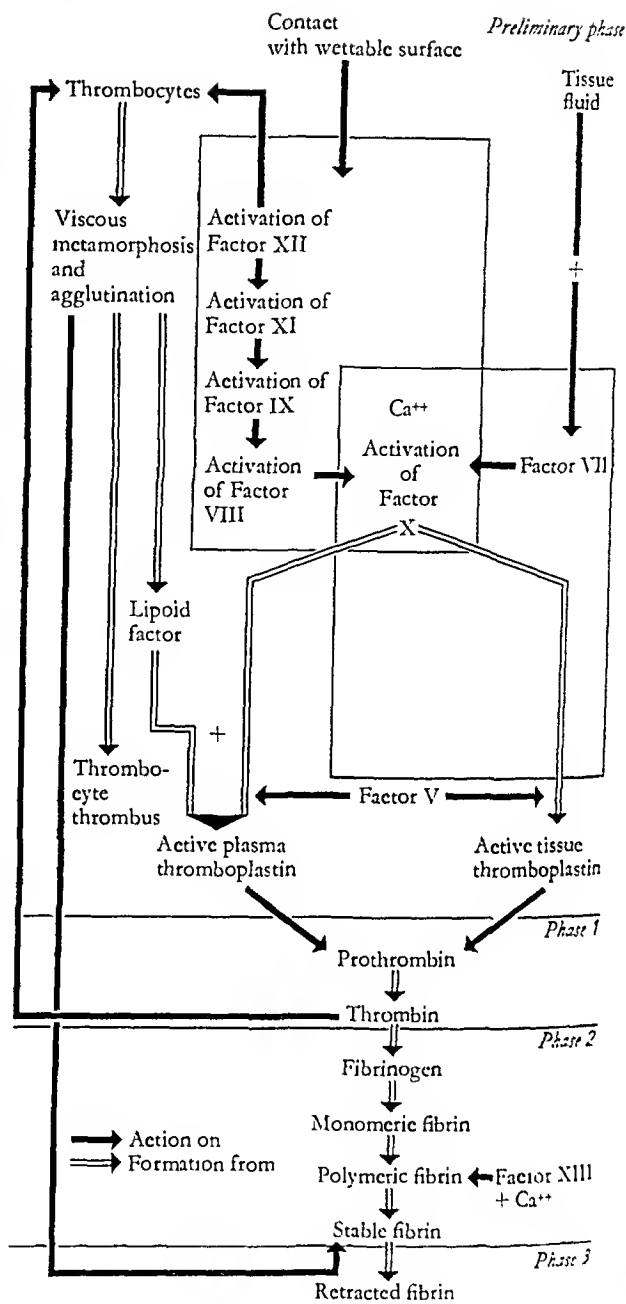 Contact
with wettable surface
Preliminary phase
Thrombocytes
Tissue
fluid
Viscous
metamorphosis
and
agglutination
Activation of
Factor XII
+
Activation of
Factor XI
Activation of
Factor IX
Ca++
Activation
of Factor
VIII
Activation
of
Factor
X
Factor VII
Lipoid
factor
+
Thrombo-
cyte
thrombus
Factor V
Active plasma
thromboplastin
Active tissue
thromboplastin
Phase 1
Prothrombin
Thrombin
Phase 2
Fibrinogen
Monomeric fibrin
Action on
Formation from
Polymeric fibrin
Factor XIII
+ Ca++
Stable fibrin
Phase 3
Retracted fibrin